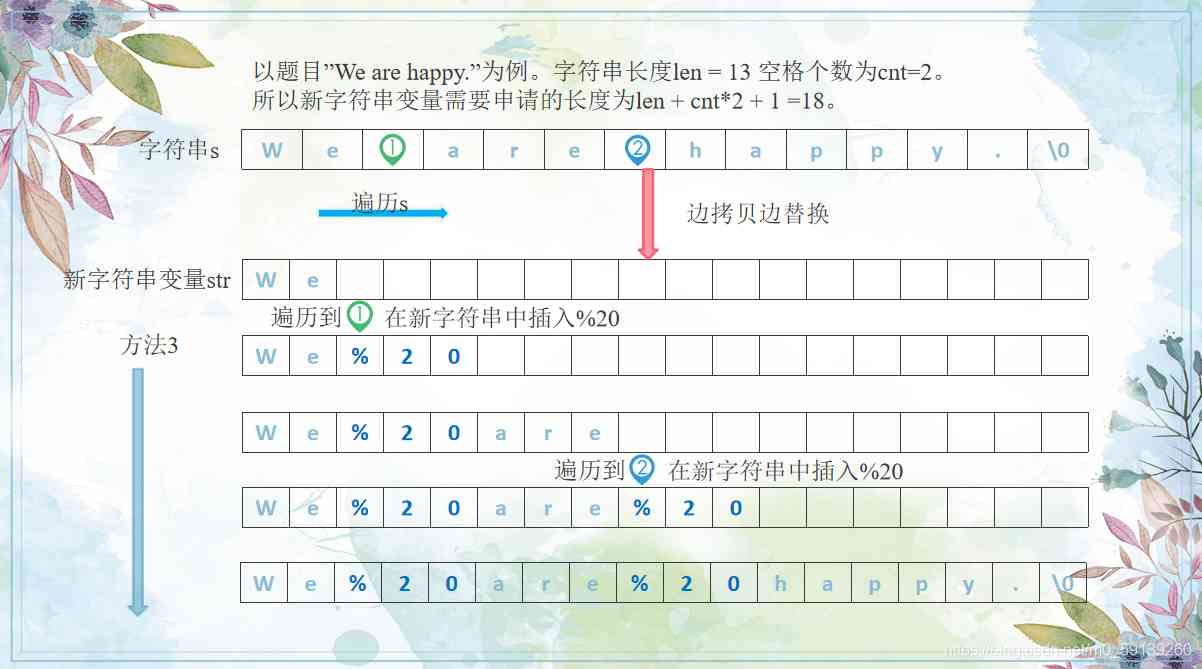 以题目”We are happy.”为例。字符串长度len = 13 空格个数为cnt=2。
所以新字符串变量需要申请的长度为len + cnt*2 + 1 =18。
字符串s W e 1 a r e 2 h a p p y . \0
遍历s
边拷贝边替换
新字符串变量str W e
遍历到 1 在新字符串中插入%20
方法3
W e % 2 0
W e % 2 0 a r e
遍历到 2 在新字符串中插入%20
W e % 2 0 a r e % 2 0
W e % 2 0 a r e % 2 0 h a p p y . \0
https://blog.csdn.net/m0_59139260